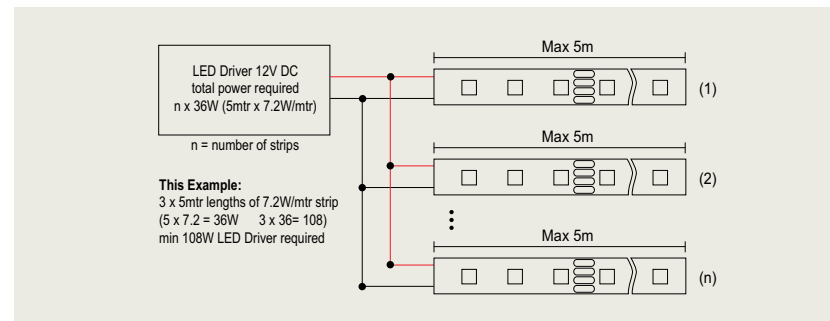 LED Driver 12V DC
total power required
n x 36W (5mtr x 7.2W/mtr)
n = number of strips
This Example:
3 x 5mtr lengths of 7.2W/mtr strip
(5 x 7.2 = 36W 3 x 36= 108)
min 108W LED Driver required
Max 5m
(1)
Max 5m
(2)
Max 5m
(n)